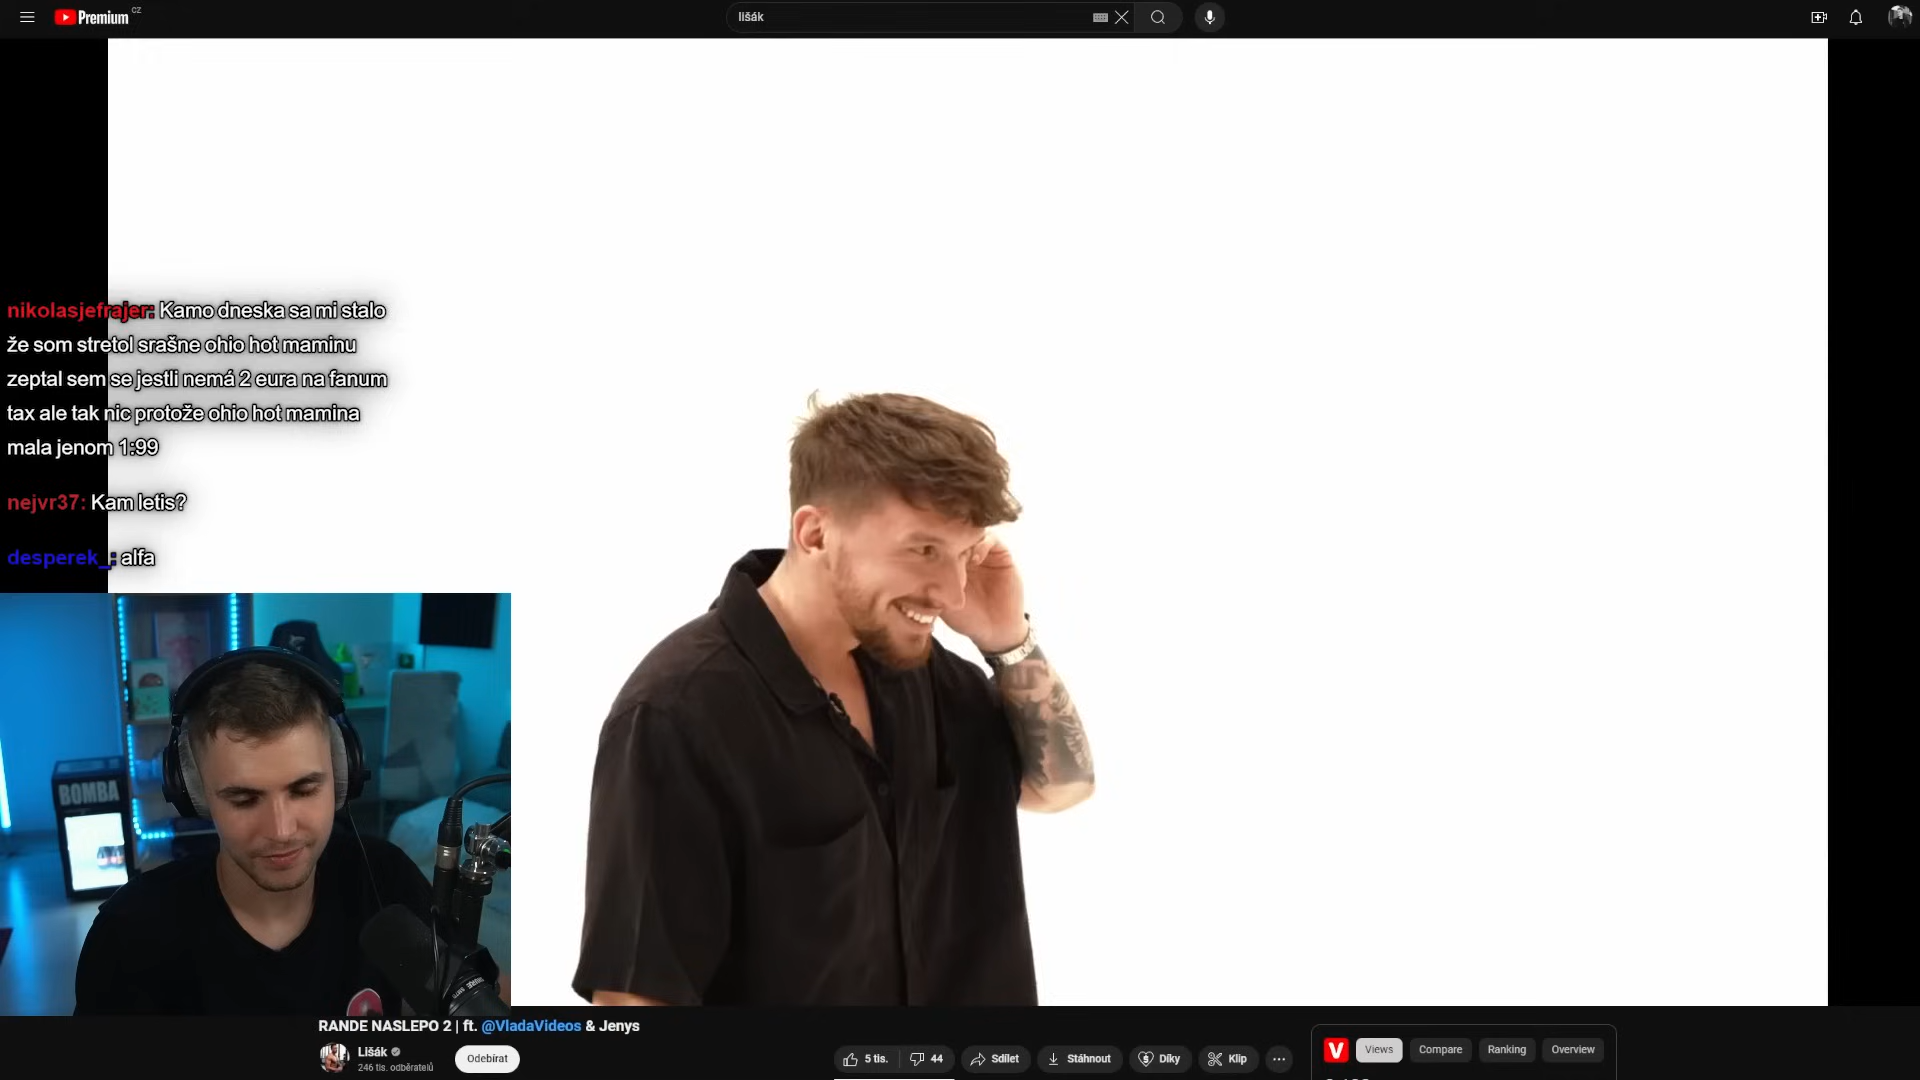 Premium CZ
lišák
nikolasjefrajer: Kamo dneska sa mi stalo
že som stretol srašne ohio hot maminu
zeptal sem se jestli nemá 2 eura na fanum
tax ale tak nic protože ohio hot mamina
mala jenom 1:99
nejvr37: Kam letis?
desperek_: alfa
BOMBA
RANDE NASLEPO 2 | ft. @VladaVideos & Jenys
Lišák
246 tis. odběratelů
Odebírat
5 tis.
44
Sdílet
Stáhnout
Díky
Klip
Views
Compare
Ranking
Overview